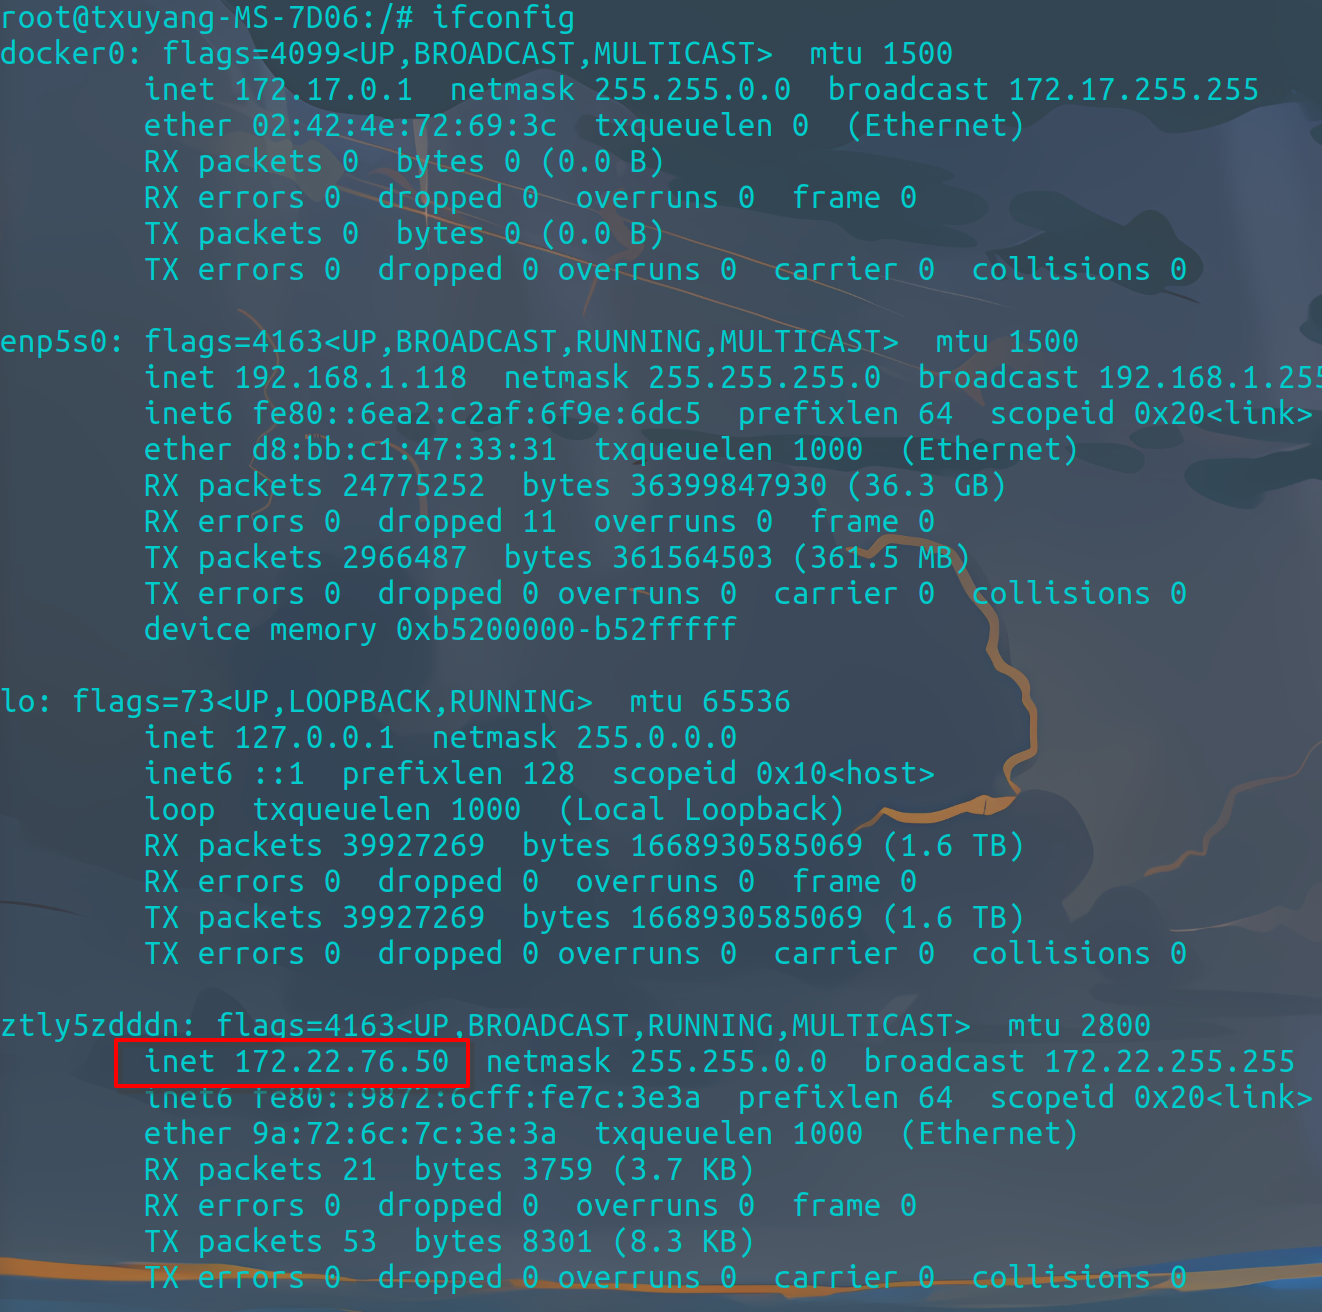 root@txuyang-MS-7D06:/# ifconfig
docker0: flags=4099<UP,BROADCAST,MULTICAST>  mtu 1500
        inet 172.17.0.1  netmask 255.255.0.0  broadcast 172.17.255.255
        ether 02:42:4e:72:69:3c  txqueuelen 0  (Ethernet)
        RX packets 0  bytes 0 (0.0 B)
        RX errors 0  dropped 0  overruns 0  frame 0
        TX packets 0  bytes 0 (0.0 B)
        TX errors 0  dropped 0 overruns 0  carrier 0  collisions 0

enp5s0: flags=4163<UP,BROADCAST,RUNNING,MULTICAST>  mtu 1500
        inet 192.168.1.118  netmask 255.255.255.0  broadcast 192.168.1.255
        inet6 fe80::6ea2:c2af:6f9e:6dc5  prefixlen 64  scopeid 0x20<link>
        ether d8:bb:c1:47:33:31  txqueuelen 1000  (Ethernet)
        RX packets 24775252  bytes 36399847930 (36.3 GB)
        RX errors 0  dropped 11  overruns 0  frame 0
        TX packets 2966487  bytes 361564503 (361.5 MB)
        TX errors 0  dropped 0 overruns 0  carrier 0  collisions 0
        device memory 0xb5200000-b52fffff

lo: flags=73<UP,LOOPBACK,RUNNING>  mtu 65536
        inet 127.0.0.1  netmask 255.0.0.0
        inet6 ::1  prefixlen 128  scopeid 0x10<host>
        loop  txqueuelen 1000  (Local Loopback)
        RX packets 39927269  bytes 1668930585069 (1.6 TB)
        RX errors 0  dropped 0  overruns 0  frame 0
        TX packets 39927269  bytes 1668930585069 (1.6 TB)
        TX errors 0  dropped 0 overruns 0  carrier 0  collisions 0

ztly5zdddn: flags=4163<UP,BROADCAST,RUNNING,MULTICAST>  mtu 2800
        inet 172.22.76.50  netmask 255.255.0.0  broadcast 172.22.255.255
        inet6 fe80::9872:6cff:fe7c:3e3a  prefixlen 64  scopeid 0x20<link>
        ether 9a:72:6c:7c:3e:3a  txqueuelen 1000  (Ethernet)
        RX packets 21  bytes 3759 (3.7 KB)
        RX errors 0  dropped 0  overruns 0  frame 0
        TX packets 53  bytes 8301 (8.3 KB)
        TX errors 0  dropped 0 overruns 0  carrier 0  collisions 0